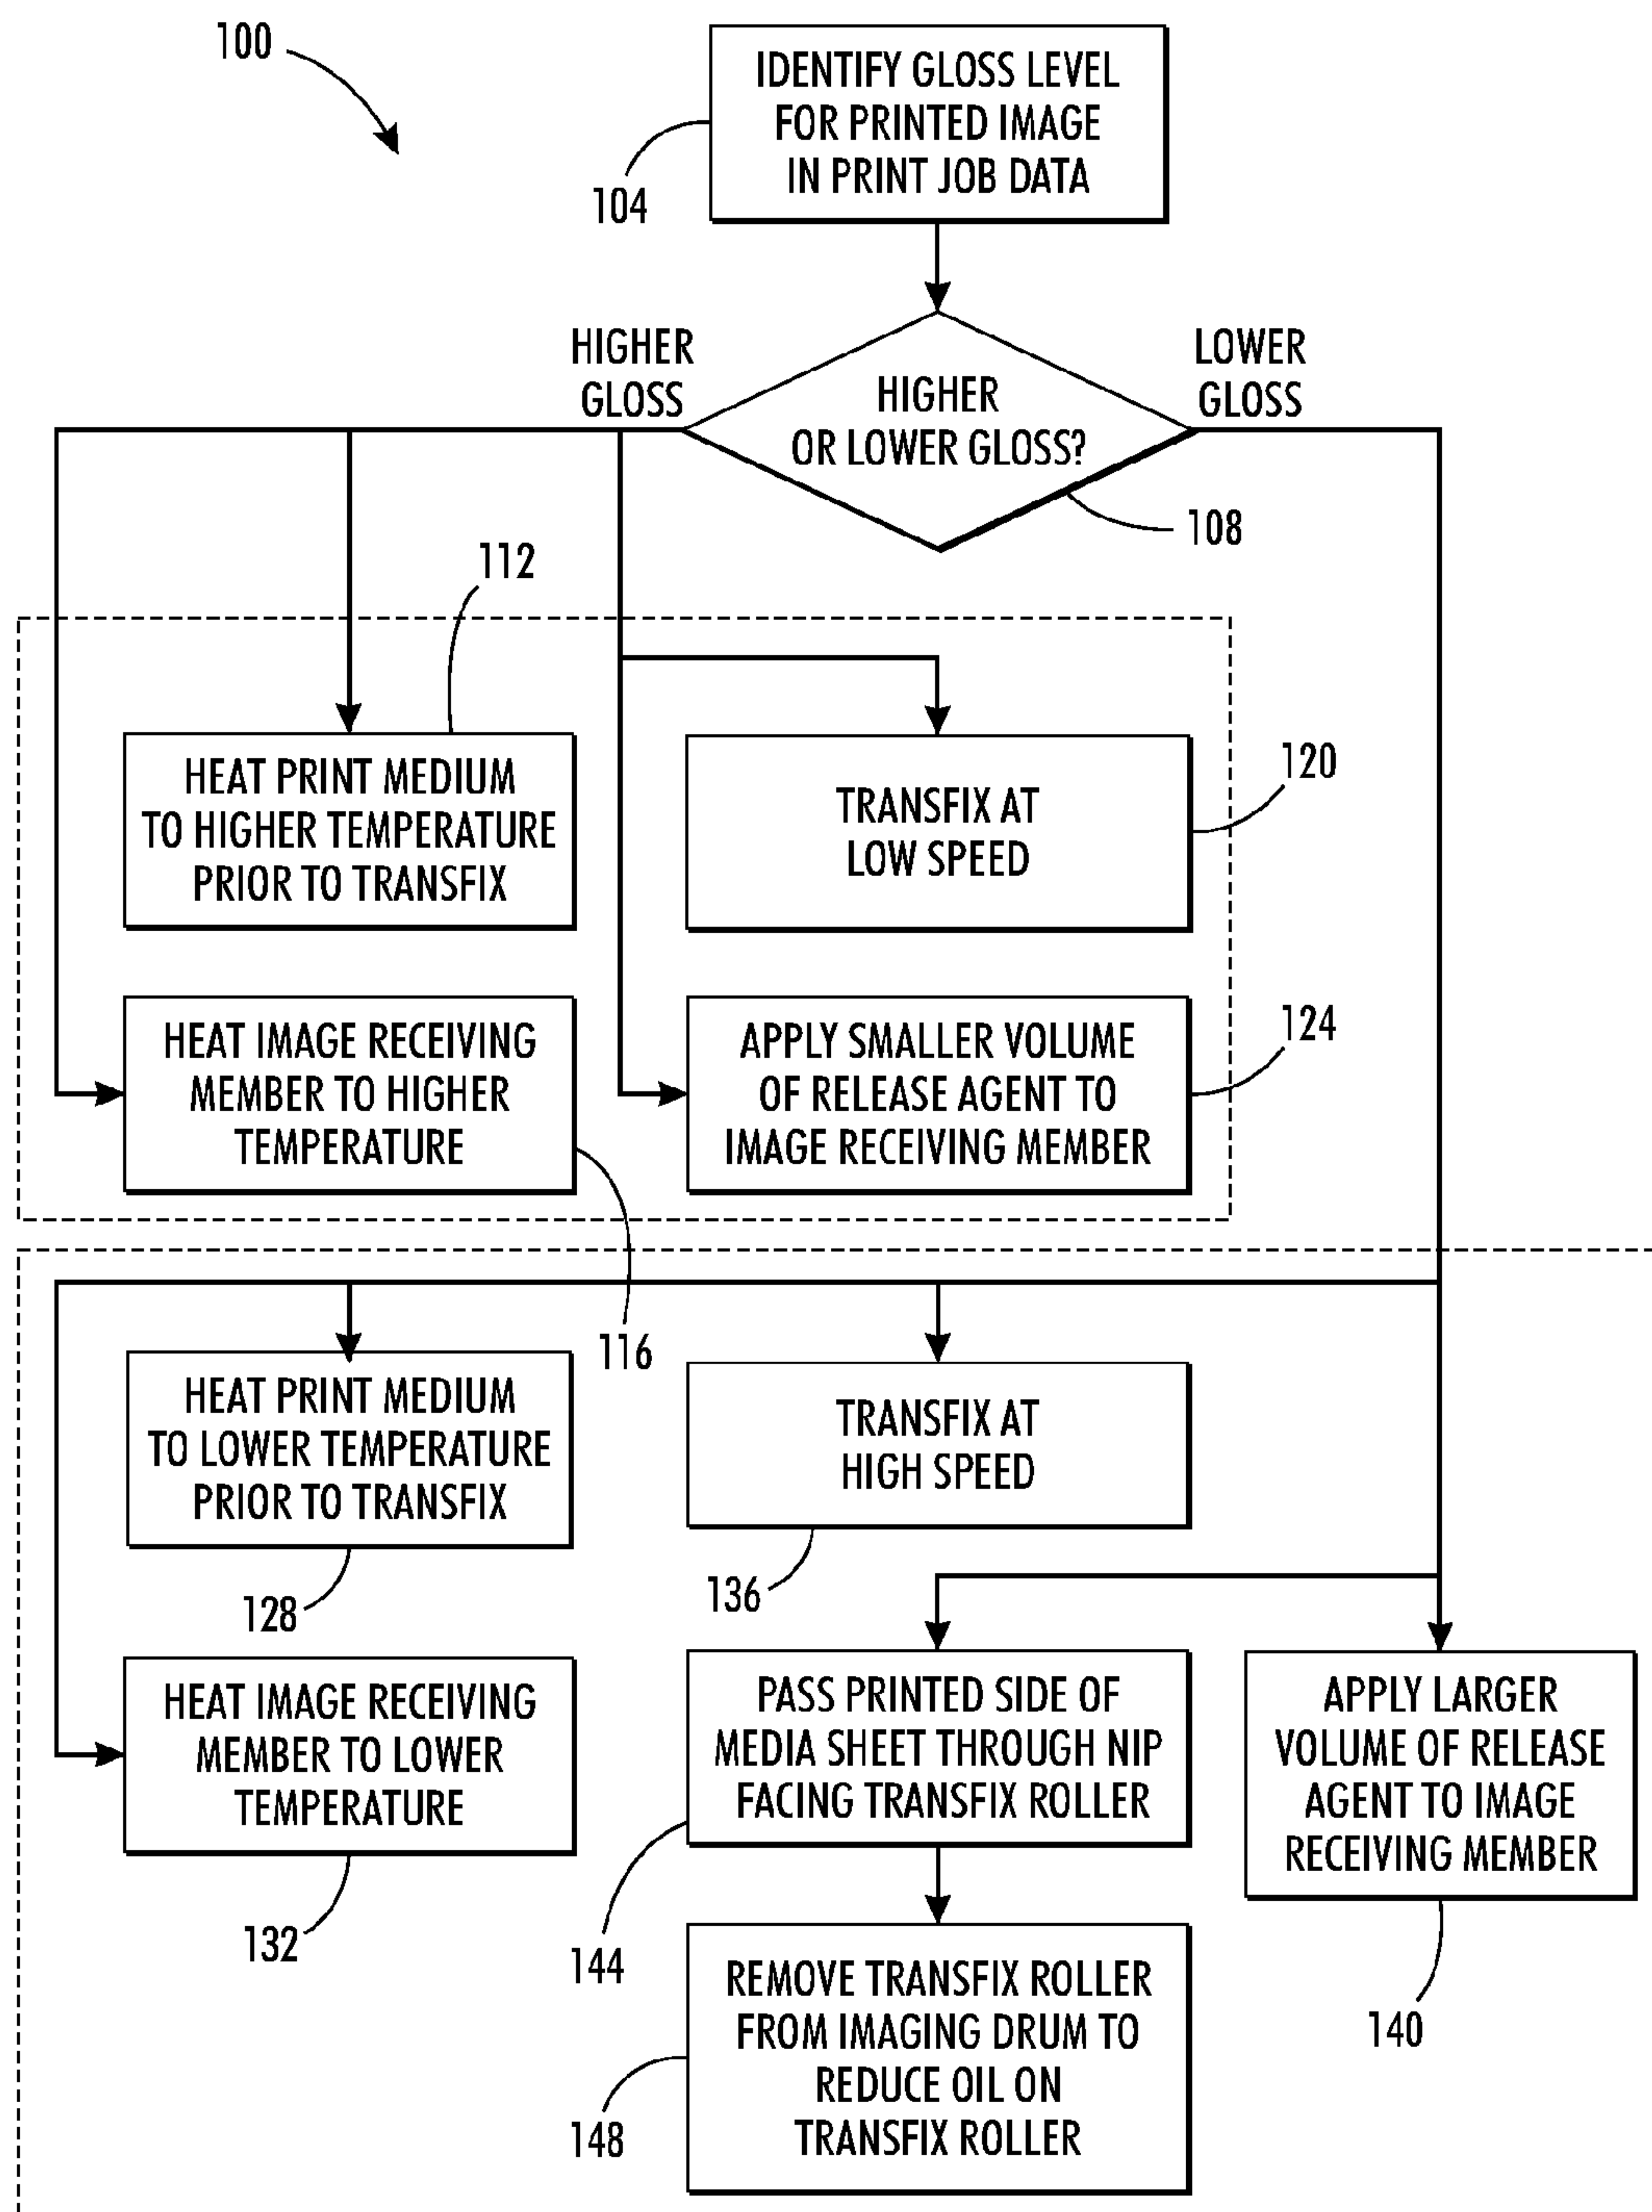 100
IDENTIFY GLOSS LEVEL
FOR PRINTED IMAGE
IN PRINT JOB DATA
104
HIGHER
GLOSS
HIGHER
OR LOWER GLOSS?
LOWER
GLOSS
108
112
HEAT PRINT MEDIUM
TO HIGHER TEMPERATURE
PRIOR TO TRANSFIX
TRANSFIX AT
LOW SPEED
120
HEAT IMAGE RECEIVING
MEMBER TO HIGHER
TEMPERATURE
APPLY SMALLER VOLUME
OF RELEASE AGENT TO
IMAGE RECEIVING MEMBER
124
116
HEAT PRINT MEDIUM
TO LOWER TEMPERATURE
PRIOR TO TRANSFIX
128
TRANSFIX AT
HIGH SPEED
136
HEAT IMAGE RECEIVING
MEMBER TO LOWER
TEMPERATURE
132
PASS PRINTED SIDE OF
MEDIA SHEET THROUGH NIP
FACING TRANSFIX ROLLER
144
APPLY LARGER
VOLUME OF RELEASE
AGENT TO IMAGE
RECEIVING MEMBER
140
REMOVE TRANSFIX ROLLER
FROM IMAGING DRUM TO
REDUCE OIL ON
TRANSFIX ROLLER
148